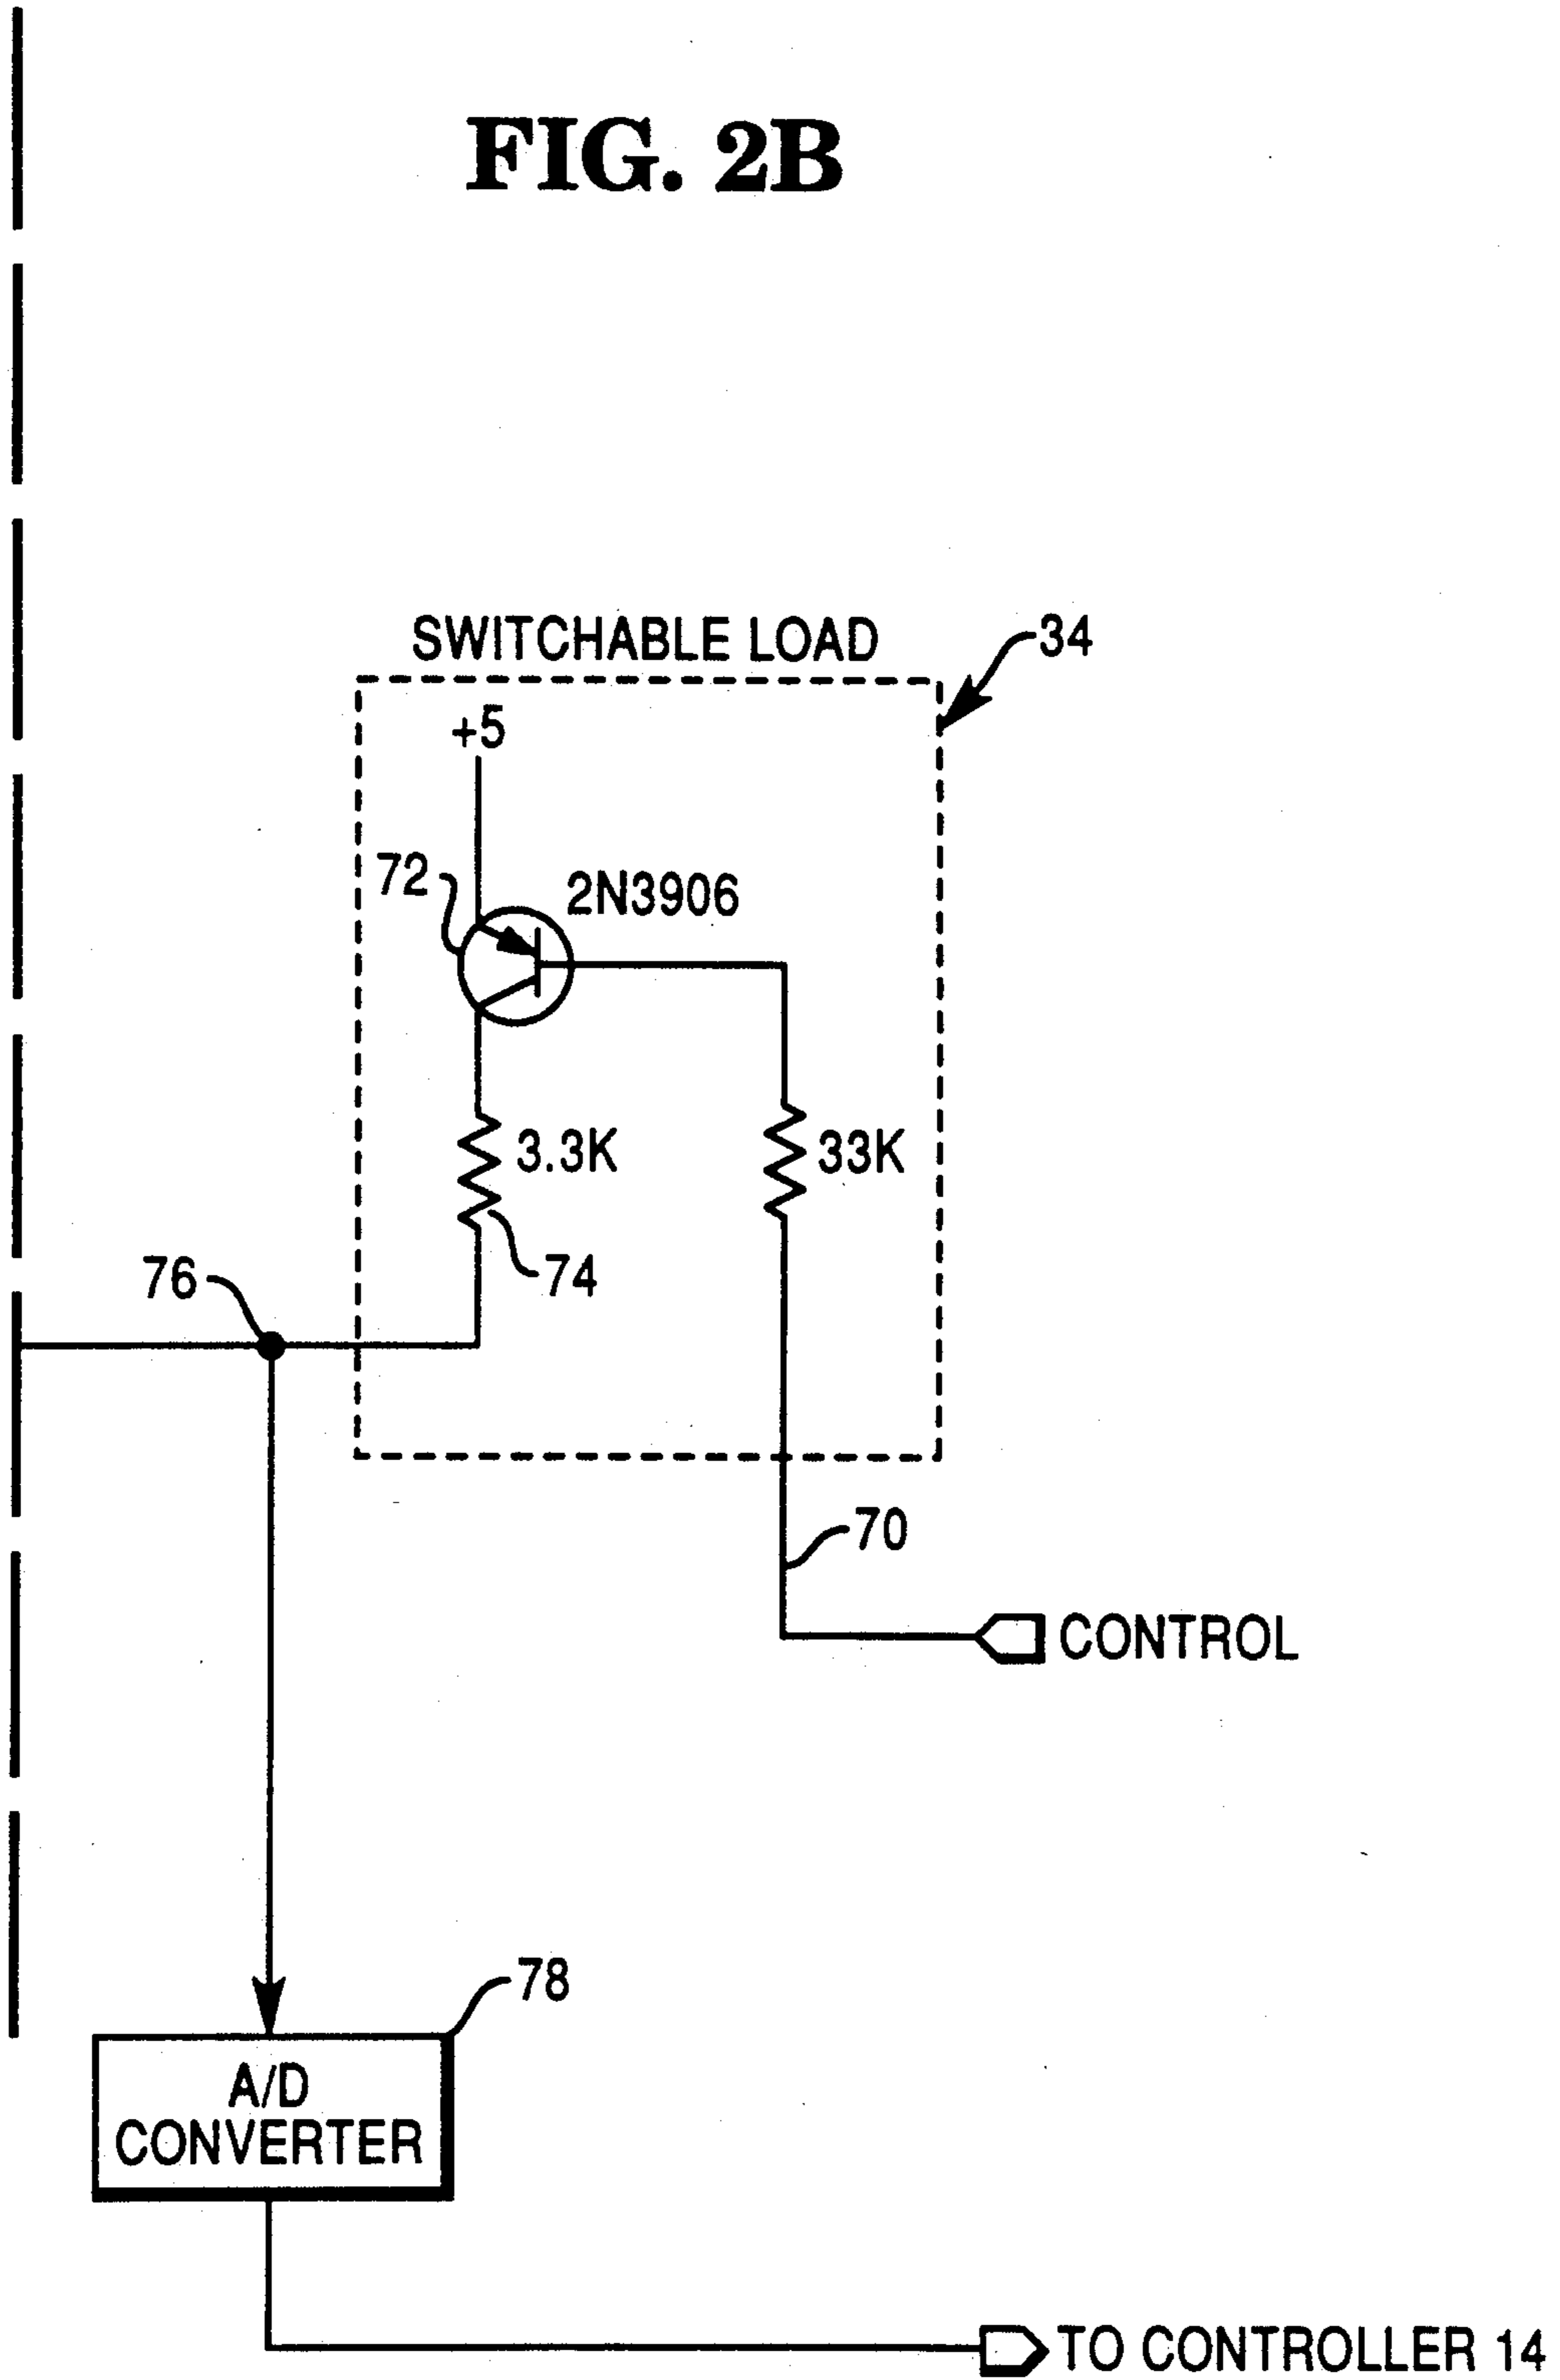 FIG. 2B
SWITCHABLE LOAD
34
+5
72
2N3906
3.3K
33K
74
76
70
CONTROL
78
A/D
CONVERTER
TO CONTROLLER 14